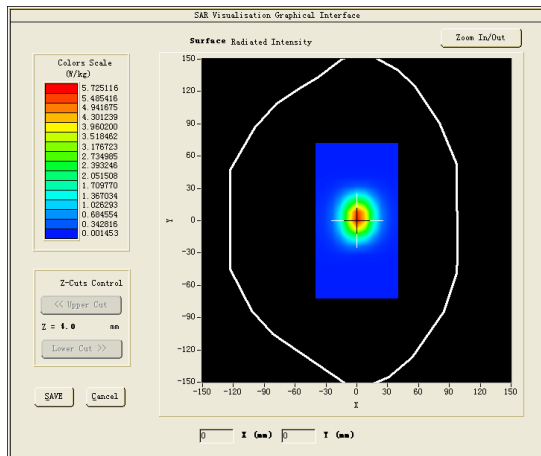 SAR Visualisation Graphical Interface
Surface Radiated Intensity
Zoom In/Out
Colors Scale
(W/kg)
5.725116
5.485416
4.941675
4.301239
3.960200
3.518462
3.176723
2.734985
2.393246
2.051508
1.709770
1.367034
1.026293
0.684554
0.342816
0.001453
150
120
90
60
30
0
-30
-60
-90
-120
-150
Y
-150 -120 -90 -60 -30 0 30 60 90 120 150
X
Z-Cuts Control
<< Upper Cut
Z = 4.0 mm
Lower Cut >>
SAVE
Cancel
0 X (mm) 0 Y (mm)